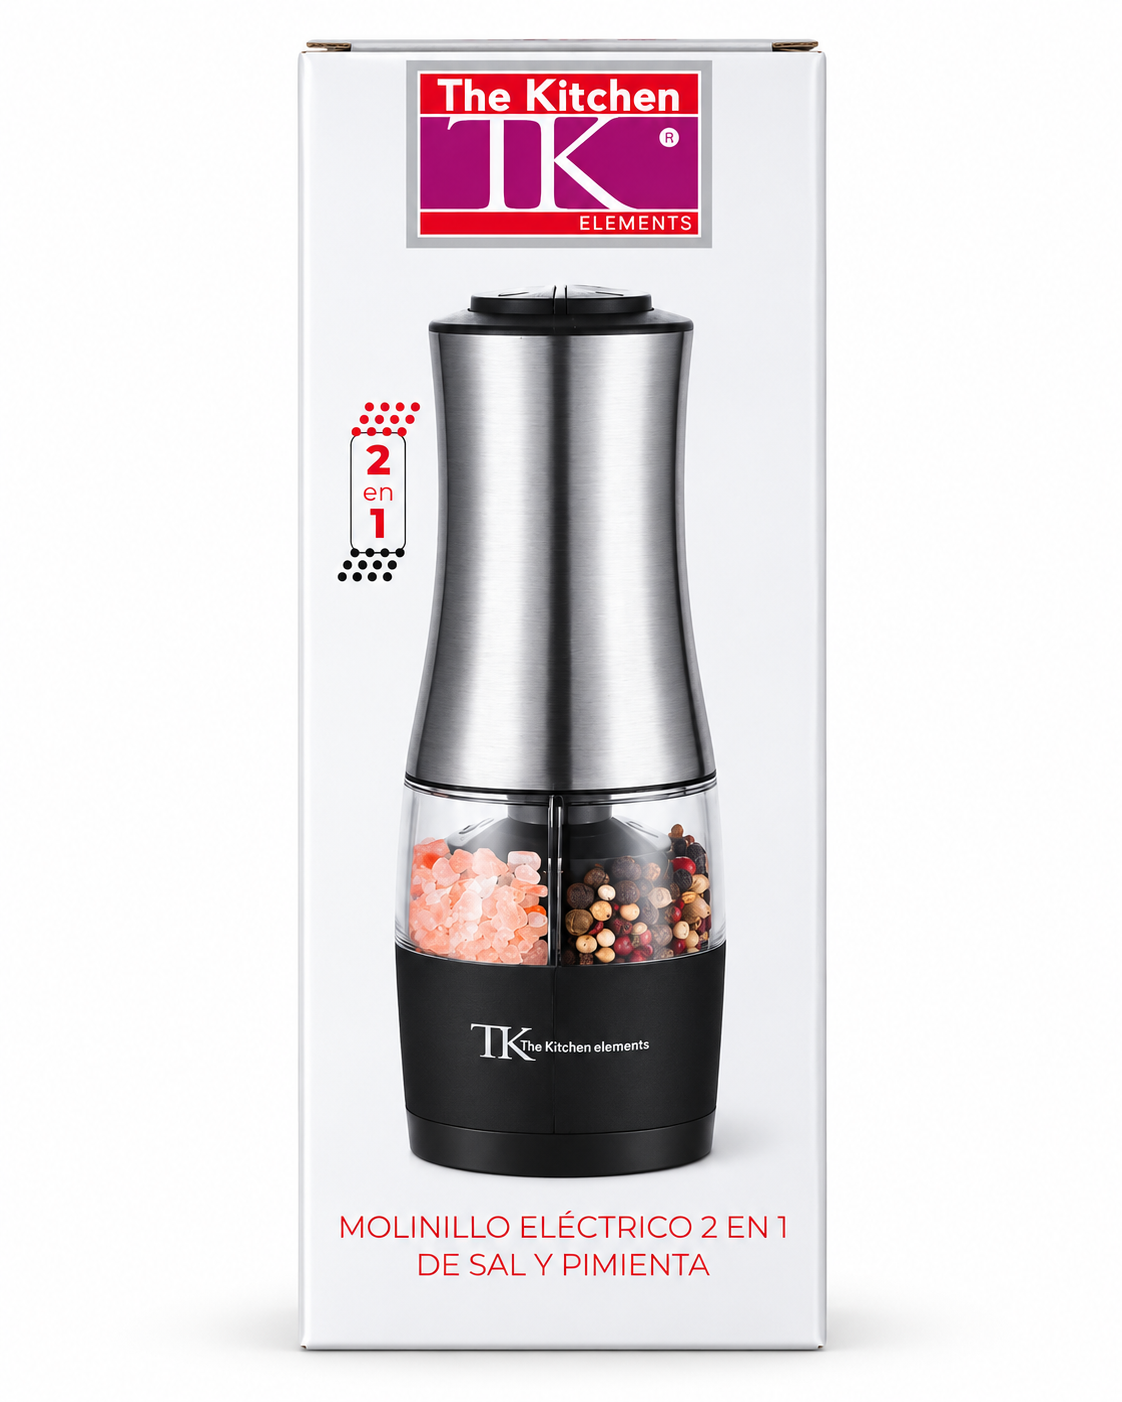 The Kitchen
TK ®
ELEMENTS
2
en
1
TK The Kitchen elements
MOLINILLO ELÉCTRICO 2 EN 1
DE SAL Y PIMIENTA